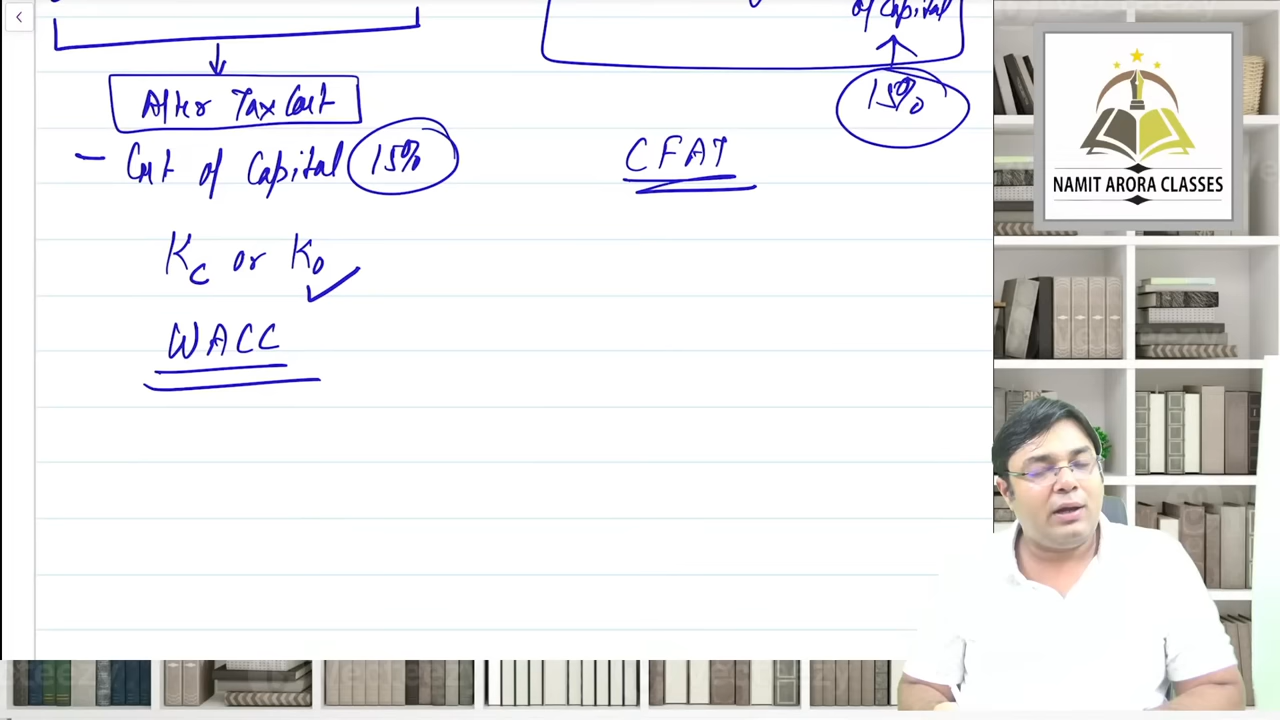 of Capital
15%
After Tax Cost
- Cost of Capital 15%
CFAT
Kc or Ko
WACC
NAMIT ARORA CLASSES